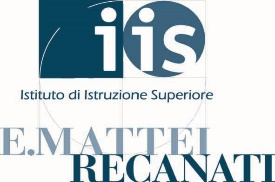 iis
Istituto di Istruzione Superiore
E.MATTEI
RECANATI